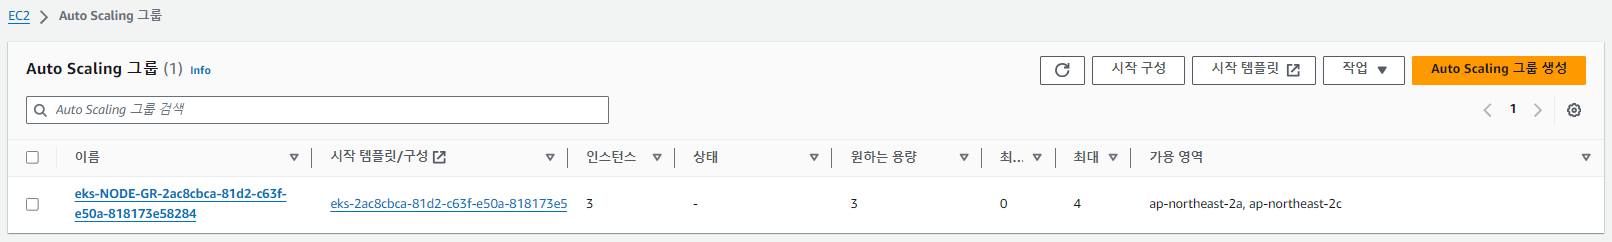 EC2 > Auto Scaling 그룹
Auto Scaling 그룹 (1) Info
시작 구성 시작 템플릿 작업 Auto Scaling 그룹 생성
Auto Scaling 그룹 검색
1
이름 시작 템플릿/구성 인스턴스 상태 원하는 용량 최... 최대 가용 영역
eks-NODE-GR-2ac8cbca-81d2-c63f-
e50a-818173e58284
eks-2ac8cbca-81d2-c63f-e50a-818173e5 3 - 3 0 4 ap-northeast-2a, ap-northeast-2c